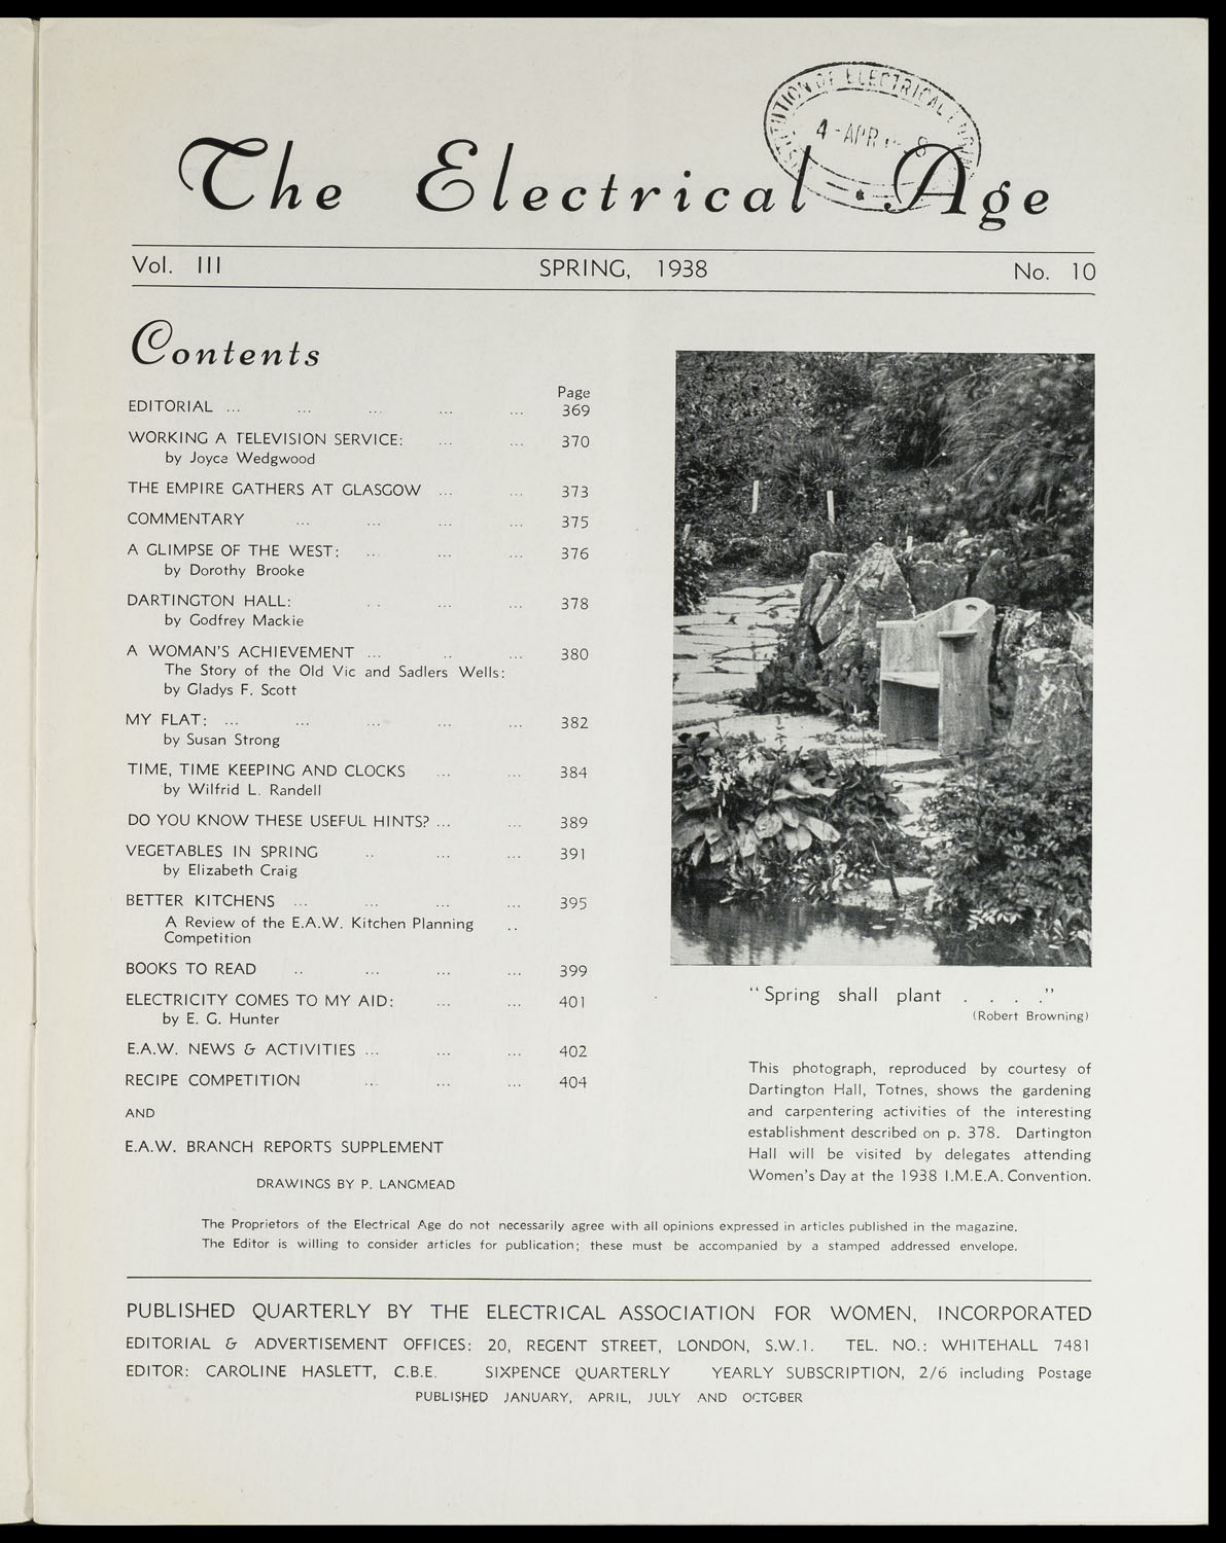 INSTITUTION OF ELECTRICAL
4 - APR
The Electrical Age
Vol. III SPRING, 1938 No. 10
Contents
Page
EDITORIAL ... ... ... ... ... 369
WORKING A TELEVISION SERVICE: ... ... 370
by Joyce Wedgwood
THE EMPIRE GATHERS AT GLASGOW ... ... 373
COMMENTARY ... ... ... ... 375
A GLIMPSE OF THE WEST: ... ... ... 376
by Dorothy Brooke
DARTINGTON HALL: .. ... ... 378
by Godfrey Mackie
A WOMAN'S ACHIEVEMENT ... .. ... 380
The Story of the Old Vic and Sadlers Wells:
by Gladys F. Scott
MY FLAT: ... ... ... ... ... 382
by Susan Strong
TIME, TIME KEEPING AND CLOCKS ... ... 384
by Wilfrid L. Randell
DO YOU KNOW THESE USEFUL HINTS? ... ... 389
VEGETABLES IN SPRING .. ... ... 391
by Elizabeth Craig
BETTER KITCHENS ... ... ... ... 395
A Review of the E.A.W. Kitchen Planning ..
Competition
BOOKS TO READ .. ... ... ... 399
ELECTRICITY COMES TO MY AID: ... ... 401
by E. G. Hunter
E.A.W. NEWS & ACTIVITIES ... ... ... 402
RECIPE COMPETITION ... ... ... 404
AND
E.A.W. BRANCH REPORTS SUPPLEMENT
DRAWINGS BY P. LANGMEAD
"Spring shall plant . . . ."
(Robert Browning)
This photograph, reproduced by courtesy of
Dartington Hall, Totnes, shows the gardening
and carpentering activities of the interesting
establishment described on p. 378. Dartington
Hall will be visited by delegates attending
Women's Day at the 1938 I.M.E.A. Convention.
The Proprietors of the Electrical Age do not necessarily agree with all opinions expressed in articles published in the magazine.
The Editor is willing to consider articles for publication; these must be accompanied by a stamped addressed envelope.
PUBLISHED QUARTERLY BY THE ELECTRICAL ASSOCIATION FOR WOMEN, INCORPORATED
EDITORIAL & ADVERTISEMENT OFFICES: 20, REGENT STREET, LONDON, S.W.1. TEL. NO.: WHITEHALL 7481
EDITOR: CAROLINE HASLETT, C.B.E. SIXPENCE QUARTERLY YEARLY SUBSCRIPTION, 2/6 including Postage
PUBLISHED JANUARY, APRIL, JULY AND OCTOBER